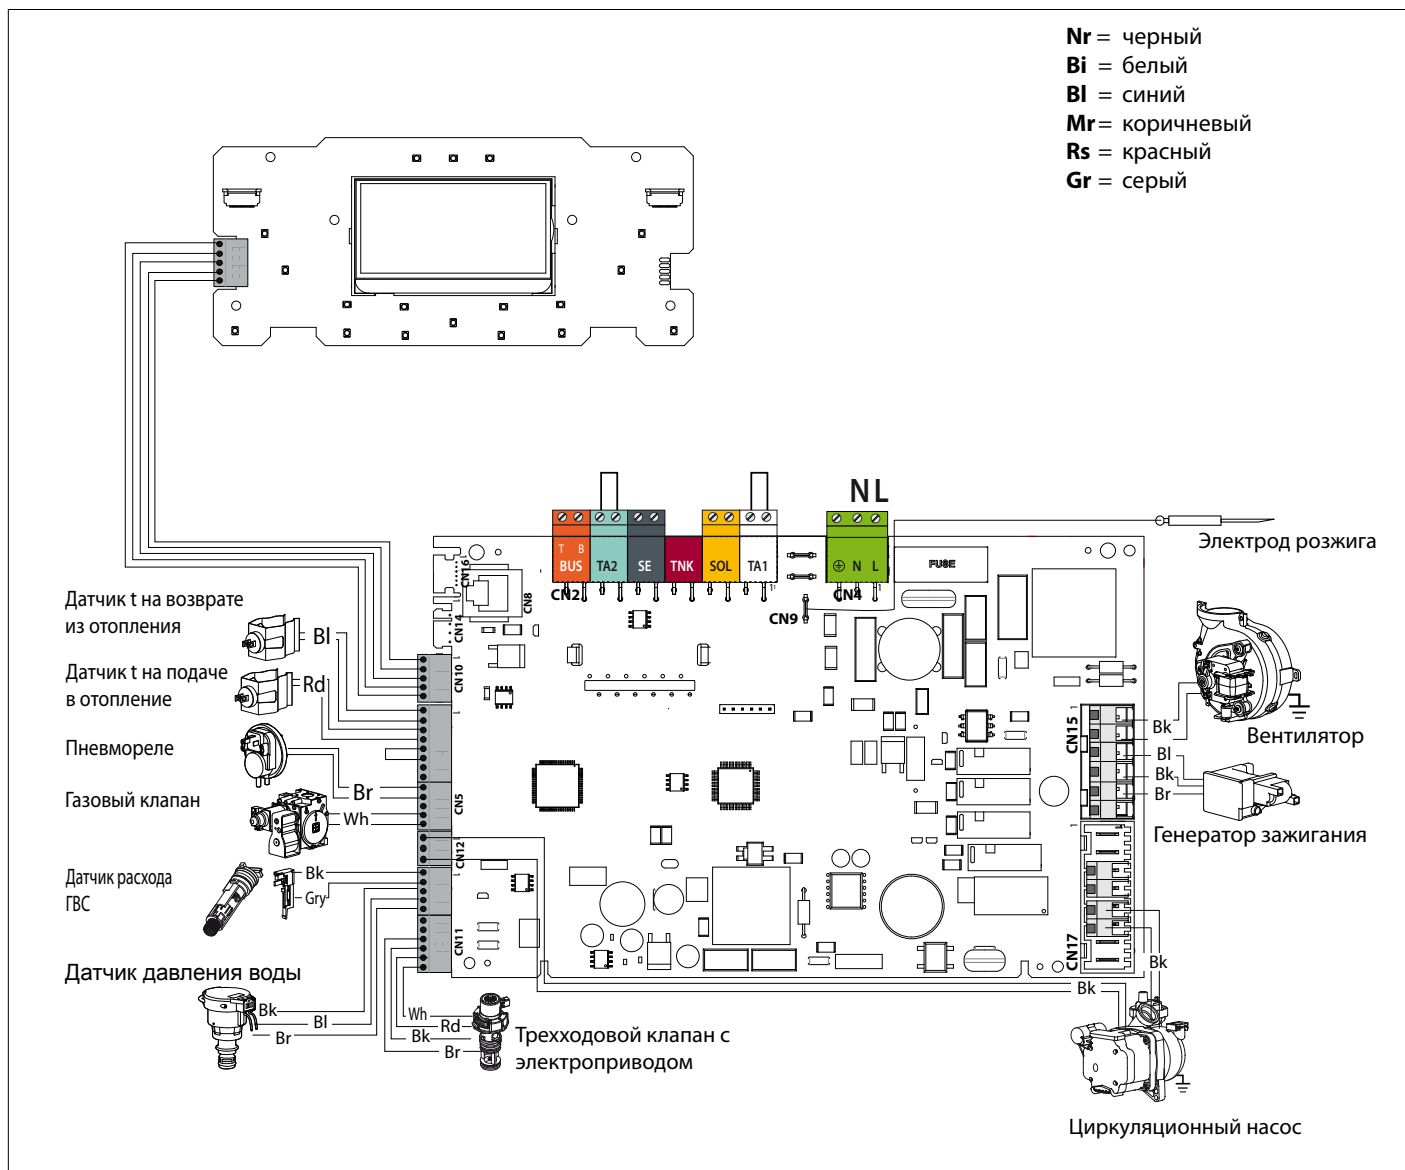 Nr = черный
Bi = белый
Bl = синий
Mr = коричневый
Rs = красный
Gr = серый
N L
T B
BUS
TA2
SE
TNK
SOL
TA1
N L
CN2
CN4
CN9
FUSE
Электрод розжига
CN16
CN8
CN14
CN10
CN5
CN12
CN11
CN15
CN17
Датчик t на возврате
из отопления
Bl
Датчик t на подаче
в отопление
Rd
Пневмореле
Br
Газовый клапан
Wh
Датчик расхода
ГВС
Bk
Gry
Датчик давления воды
Bk
Bl
Br
Wh
Rd
Bk
Br
Трехходовой клапан с
электроприводом
Bk
Вентилятор
Bl
Bk
Br
Генератор зажигания
Bk
Bk
Циркуляционный насос